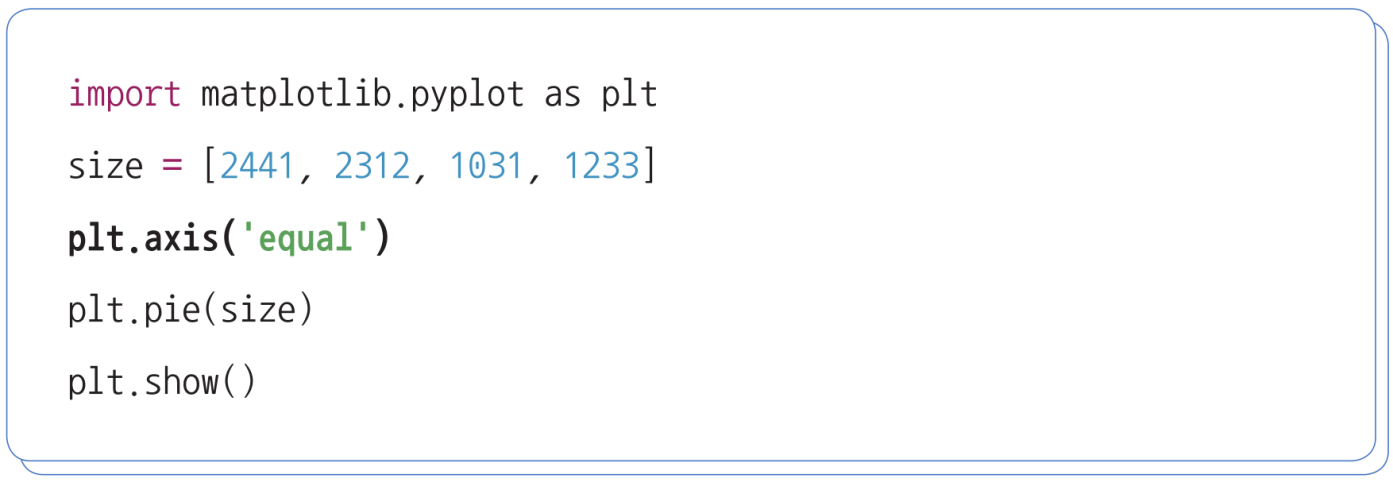 import matplotlib.pyplot as plt
size = [2441, 2312, 1031, 1233]
plt.axis('equal')
plt.pie(size)
plt.show()